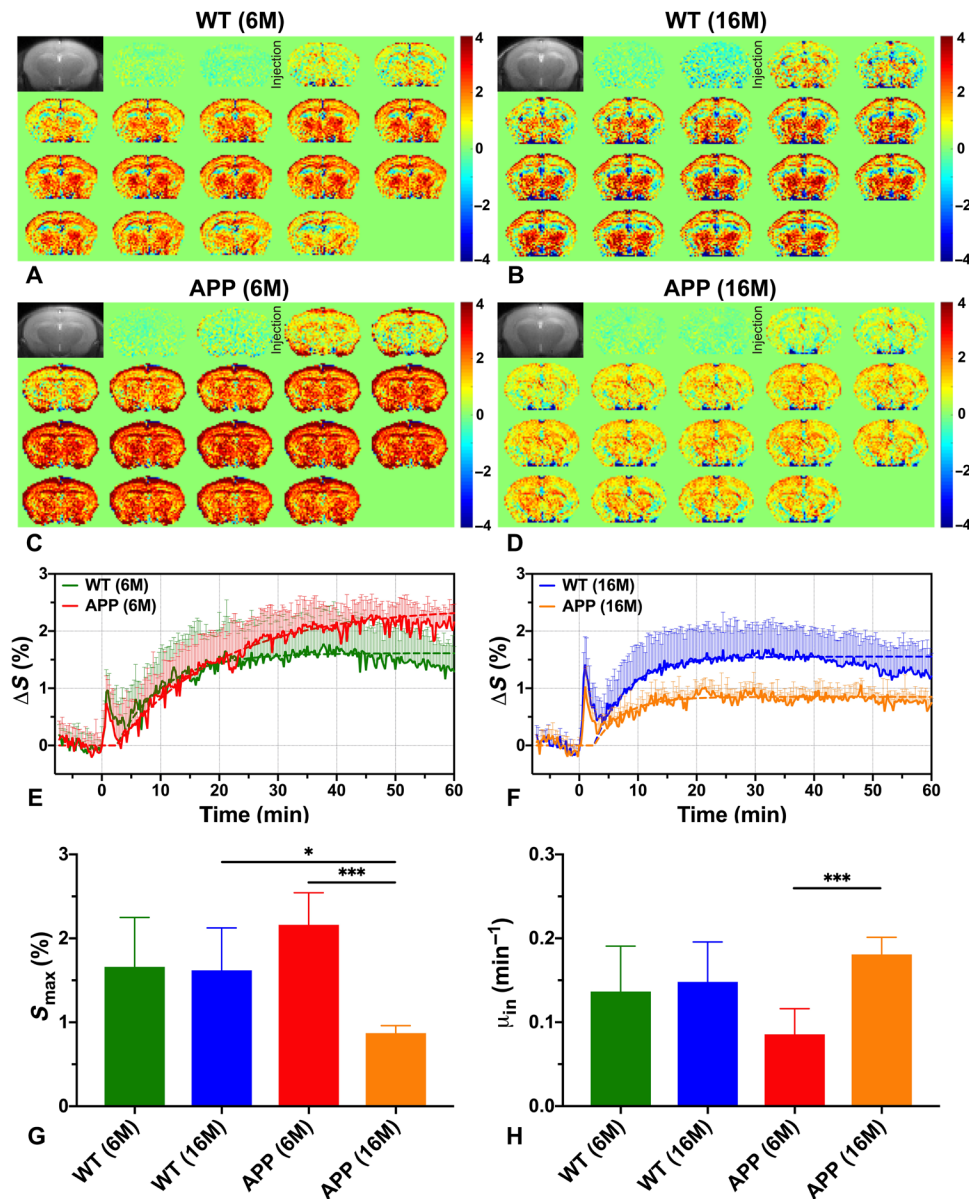 WT (6M)
WT (16M)
Injection
4
2
0
−2
−4
A
Injection
4
2
0
−2
−4
B
APP (6M)
APP (16M)
Injection
4
2
0
−2
−4
C
Injection
4
2
0
−2
−4
D
3
2
1
0
ΔS (%)
WT (6M)
APP (6M)
0 10 20 30 40 50 60
Time (min)
E
3
2
1
0
ΔS (%)
WT (16M)
APP (16M)
0 10 20 30 40 50 60
Time (min)
F
3
2
1
0
Smax (%)
*
***
WT (6M)
WT (16M)
APP (6M)
APP (16M)
G
0.3
0.2
0.1
0.0
μin (min−1)
***
WT (6M)
WT (16M)
APP (6M)
APP (16M)
H